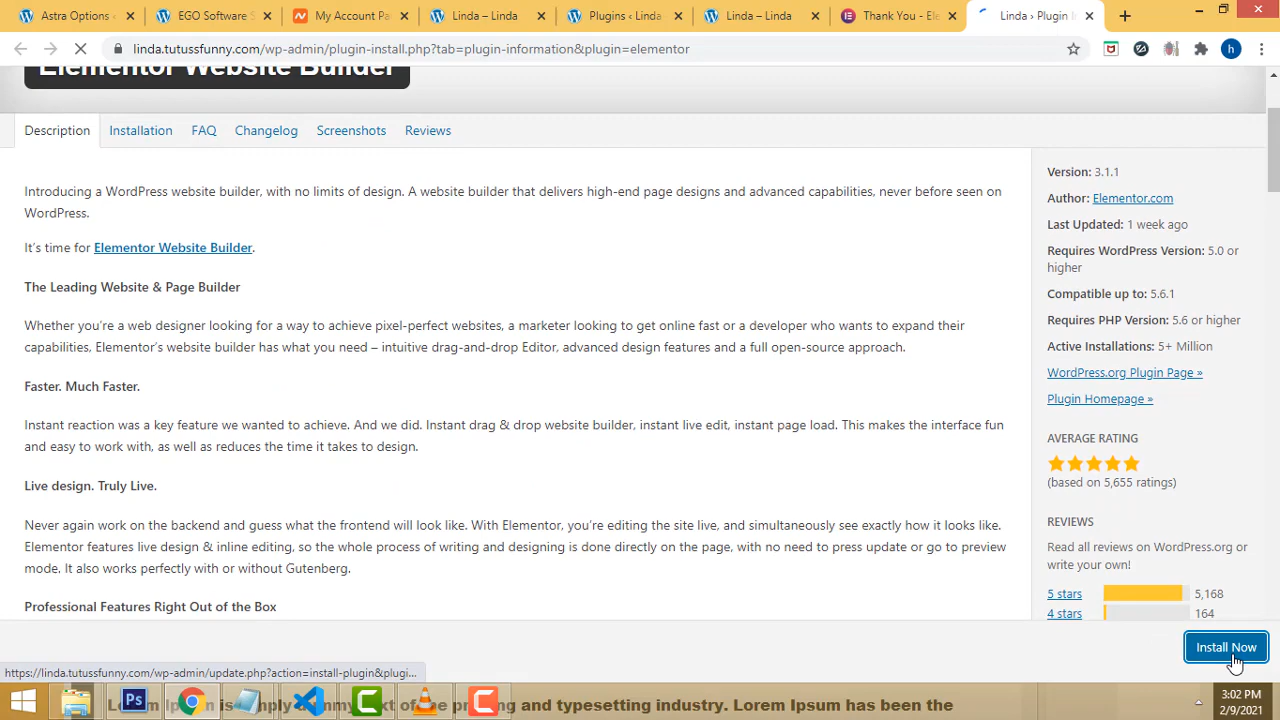 Astra Options ‹
EGO Software S
My Account Pa
Linda – Linda
Plugins ‹ Linda
Linda – Linda
Thank You - Ele
Linda › Plugin In
linda.tutussfunny.com/wp-admin/plugin-install.php?tab=plugin-information&plugin=elementor
h
Elementor Website Builder
Description
Installation
FAQ
Changelog
Screenshots
Reviews
Introducing a WordPress website builder, with no limits of design. A website builder that delivers high-end page designs and advanced capabilities, never before seen on
WordPress.
It's time for Elementor Website Builder.
The Leading Website & Page Builder
Whether you're a web designer looking for a way to achieve pixel-perfect websites, a marketer looking to get online fast or a developer who wants to expand their
capabilities, Elementor's website builder has what you need – intuitive drag-and-drop Editor, advanced design features and a full open-source approach.
Faster. Much Faster.
Instant reaction was a key feature we wanted to achieve. And we did. Instant drag & drop website builder, instant live edit, instant page load. This makes the interface fun
and easy to work with, as well as reduces the time it takes to design.
Live design. Truly Live.
Never again work on the backend and guess what the frontend will look like. With Elementor, you're editing the site live, and simultaneously see exactly how it looks like.
Elementor features live design & inline editing, so the whole process of writing and designing is done directly on the page, with no need to press update or go to preview
mode. It also works perfectly with or without Gutenberg.
Professional Features Right Out of the Box
Version: 3.1.1
Author: Elementor.com
Last Updated: 1 week ago
Requires WordPress Version: 5.0 or
higher
Compatible up to: 5.6.1
Requires PHP Version: 5.6 or higher
Active Installations: 5+ Million
WordPress.org Plugin Page »
Plugin Homepage »
AVERAGE RATING
(based on 5,655 ratings)
REVIEWS
Read all reviews on WordPress.org or
write your own!
5 stars 5,168
4 stars 164
Install Now
https://linda.tutussfunny.com/wp-admin/update.php?action=install-plugin&plugi...
Ps
3:02 PM
2/9/2021
Lorem Ipsum is simply dummy text of the printing and typesetting industry. Lorem Ipsum has been the